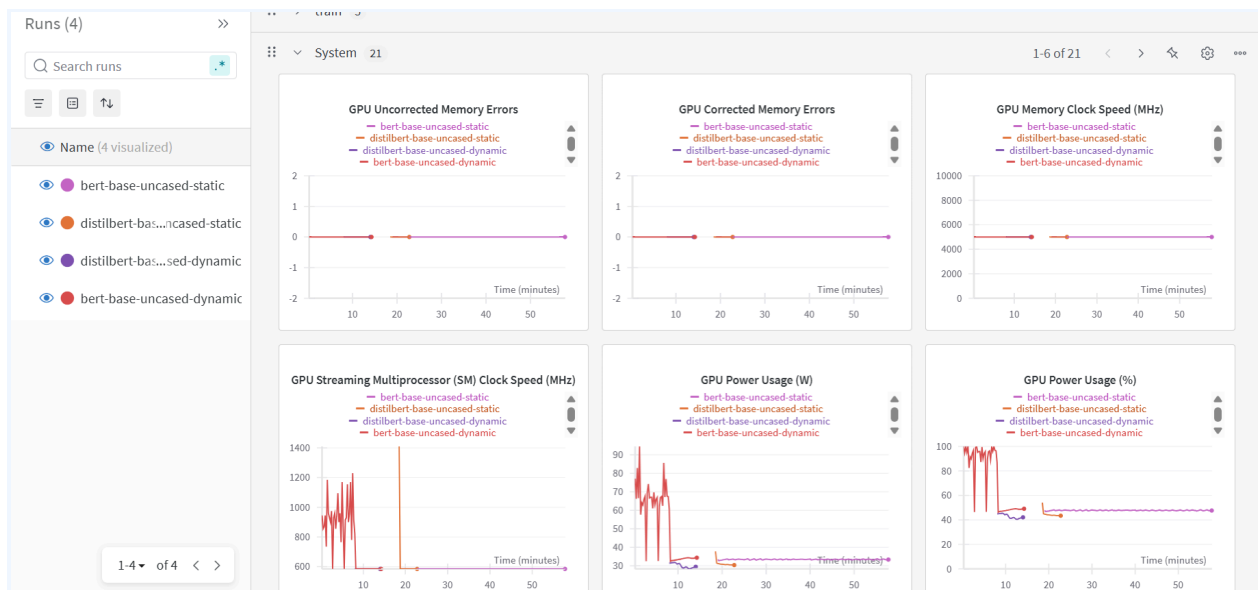 Runs (4)
Search runs
.*
Name (4 visualized)
bert-base-uncased-static
distilbert-bas...ncased-static
distilbert-bas...sed-dynamic
bert-base-uncased-dynamic
1-4 of 4
train
System 21
1-6 of 21
GPU Uncorrected Memory Errors
bert-base-uncased-static
distilbert-base-uncased-static
distilbert-base-uncased-dynamic
bert-base-uncased-dynamic
2
1
0
-1
-2
Time (minutes)
10 20 30 40 50
GPU Corrected Memory Errors
bert-base-uncased-static
distilbert-base-uncased-static
distilbert-base-uncased-dynamic
bert-base-uncased-dynamic
2
1
0
-1
-2
Time (minutes)
10 20 30 40 50
GPU Memory Clock Speed (MHz)
bert-base-uncased-static
distilbert-base-uncased-static
distilbert-base-uncased-dynamic
bert-base-uncased-dynamic
10000
8000
6000
4000
2000
0
Time (minutes)
10 20 30 40 50
GPU Streaming Multiprocessor (SM) Clock Speed (MHz)
bert-base-uncased-static
distilbert-base-uncased-static
distilbert-base-uncased-dynamic
bert-base-uncased-dynamic
1400
1200
1000
800
600
Time (minutes)
10 20 30 40 50
GPU Power Usage (W)
bert-base-uncased-static
distilbert-base-uncased-static
distilbert-base-uncased-dynamic
bert-base-uncased-dynamic
90
80
70
60
50
40
30
Time (minutes)
10 20 30 40 50
GPU Power Usage (%)
bert-base-uncased-static
distilbert-base-uncased-static
distilbert-base-uncased-dynamic
bert-base-uncased-dynamic
100
80
60
40
20
0
Time (minutes)
10 20 30 40 50